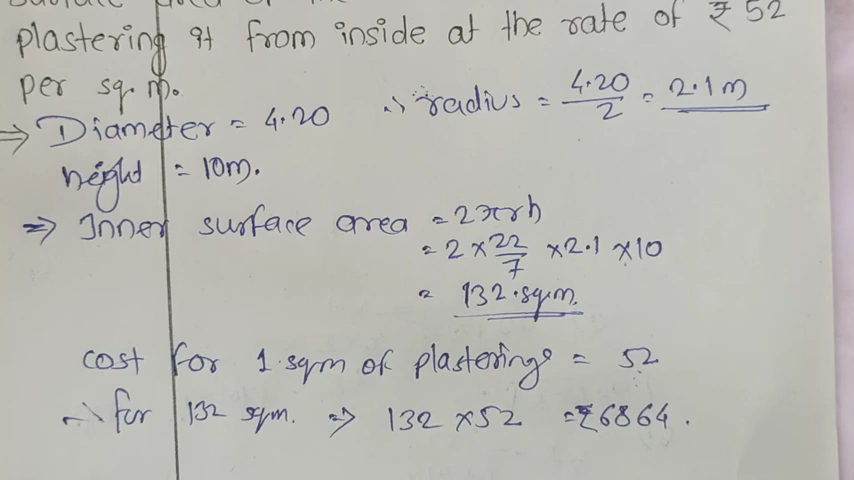 plastering it from inside at the rate of ₹ 52
per sq. m.
⇒ Diameter = 4.20 ∴ radius = 4.20/2 = 2.1m
height = 10m.
⇒ Inner surface area = 2πrh
= 2 × 22/7 × 2.1 × 10
= 132.sq.m.
cost for 1 sqm of plasterings = 52
∴ for 132 sqm. ⇒ 132 × 52 = ₹6864.